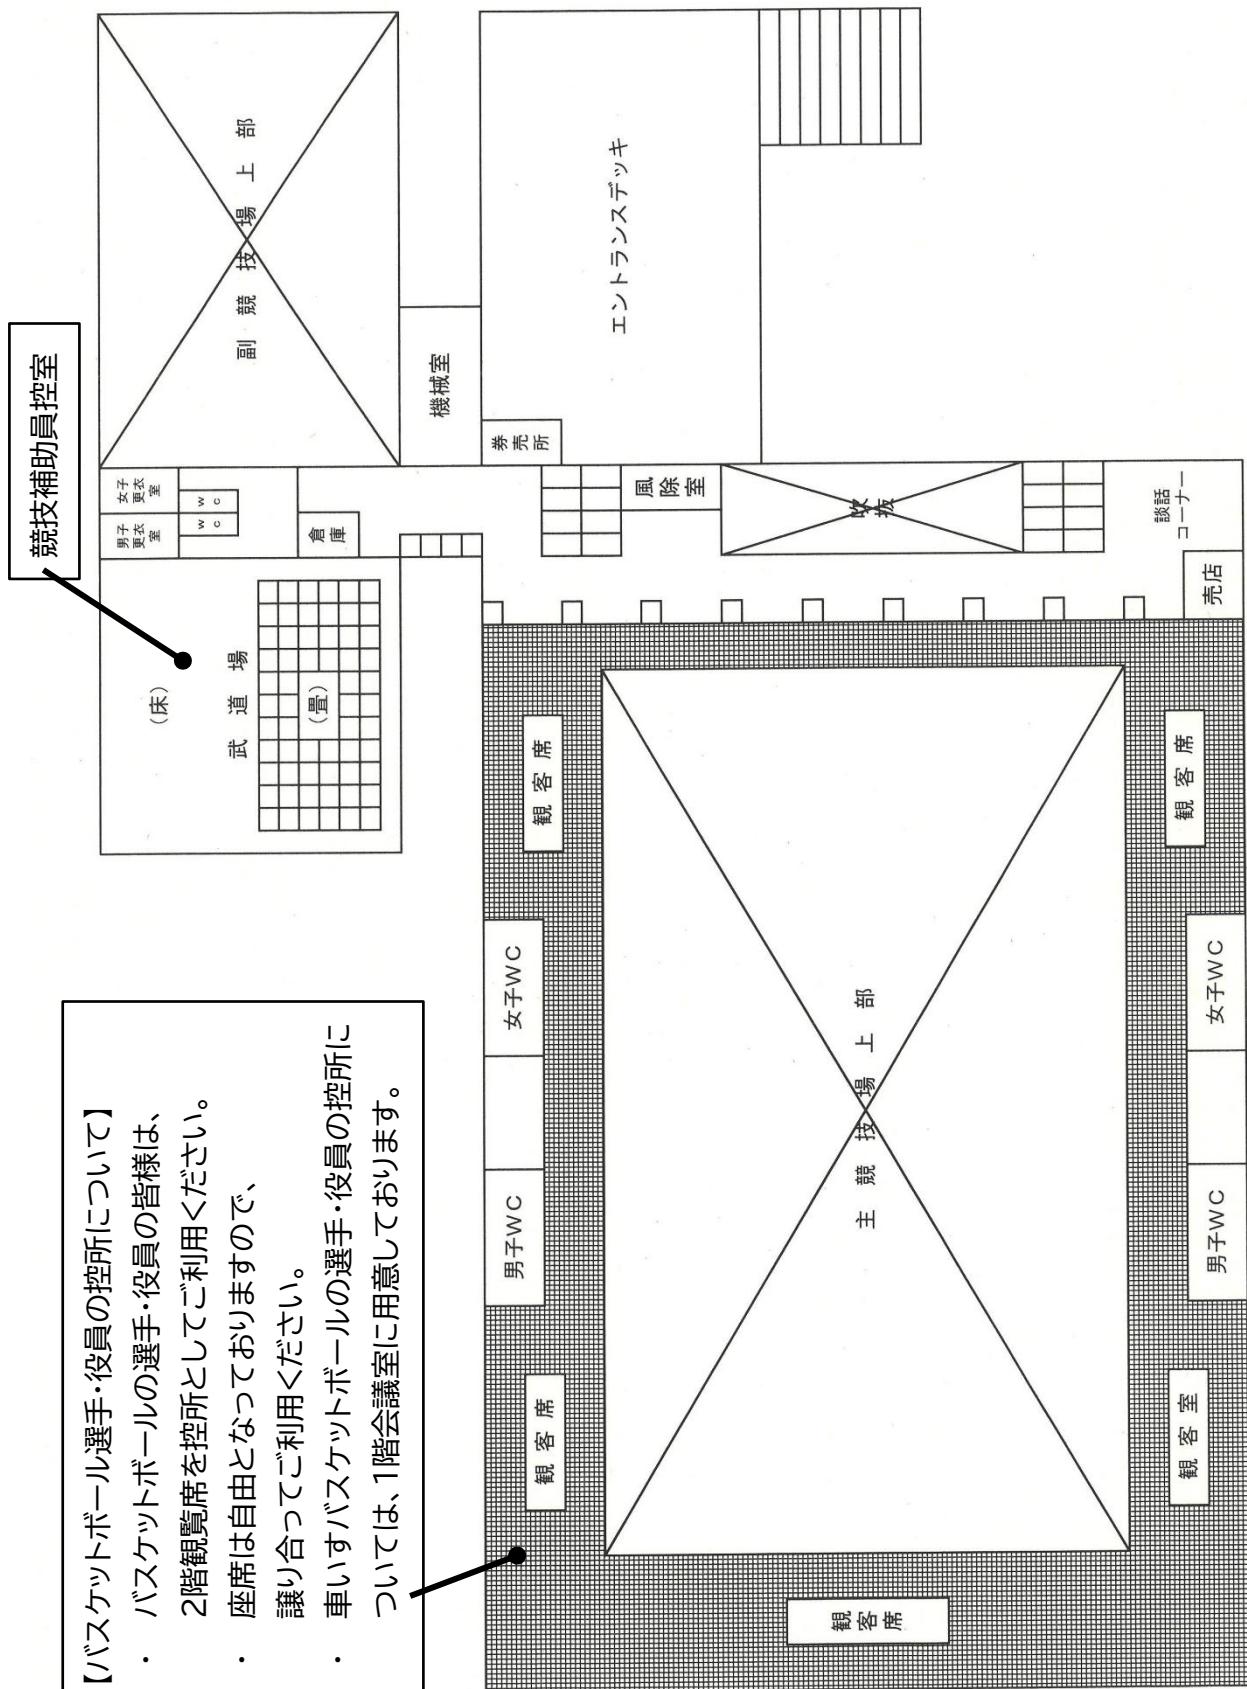 【バスケットボール選手・役員の控所について】
・ バスケットボールの選手・役員の皆様は、
2階観覧席を控所としてご利用ください。
・ 座席は自由となっておりますので、
譲り合ってご利用ください。
・ 車いすバスケットボールの選手・役員の控所に
ついては、1階会議室に用意しております。
競技補助員控室
(床)
武道場
(畳)
男子
更衣
室
女子
更衣
室
wc
wc
倉庫
副競技場上部
機械室
券売所
エントランスデッキ
風除室
吹抜
談話
コーナー
売店
観客席
女子WC
男子WC
観客席
主競技場上部
観客席
観客席
女子WC
男子WC
観客室